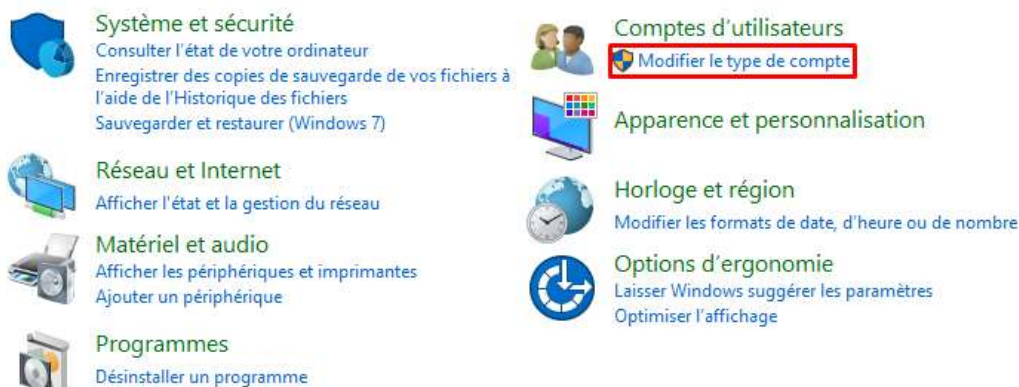 Système et sécurité
Consulter l'état de votre ordinateur
Enregistrer des copies de sauvegarde de vos fichiers à
l'aide de l'Historique des fichiers
Sauvegarder et restaurer (Windows 7)
Réseau et Internet
Afficher l'état et la gestion du réseau
Matériel et audio
Afficher les périphériques et imprimantes
Ajouter un périphérique
Programmes
Désinstaller un programme
Comptes d'utilisateurs
Modifier le type de compte
Apparence et personnalisation
Horloge et région
Modifier les formats de date, d'heure ou de nombre
Options d'ergonomie
Laisser Windows suggérer les paramètres
Optimiser l'affichage